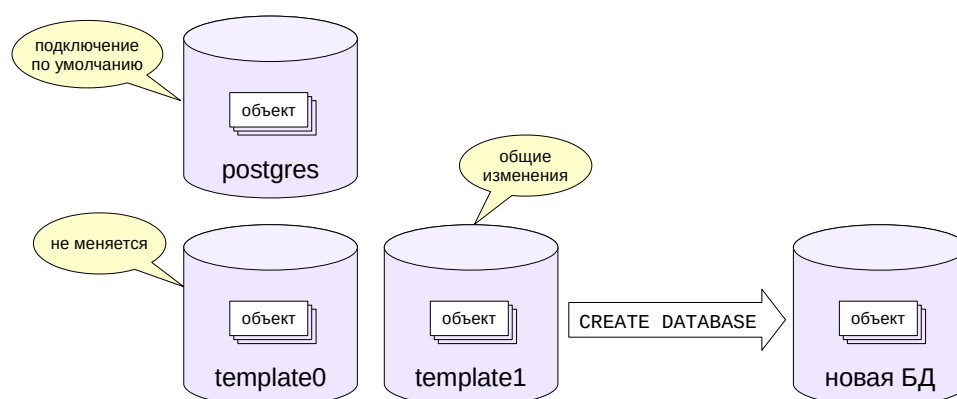 подключение
по умолчанию
объект
postgres
общие
изменения
не меняется
объект
template0
объект
template1
CREATE DATABASE
объект
новая БД